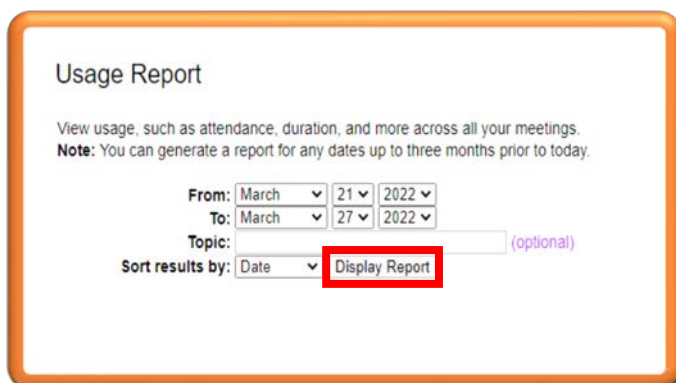 Usage Report
View usage, such as attendance, duration, and more across all your meetings.
Note: You can generate a report for any dates up to three months prior to today.
From: March 21 2022
To: March 27 2022
Topic: (optional)
Sort results by: Date Display Report